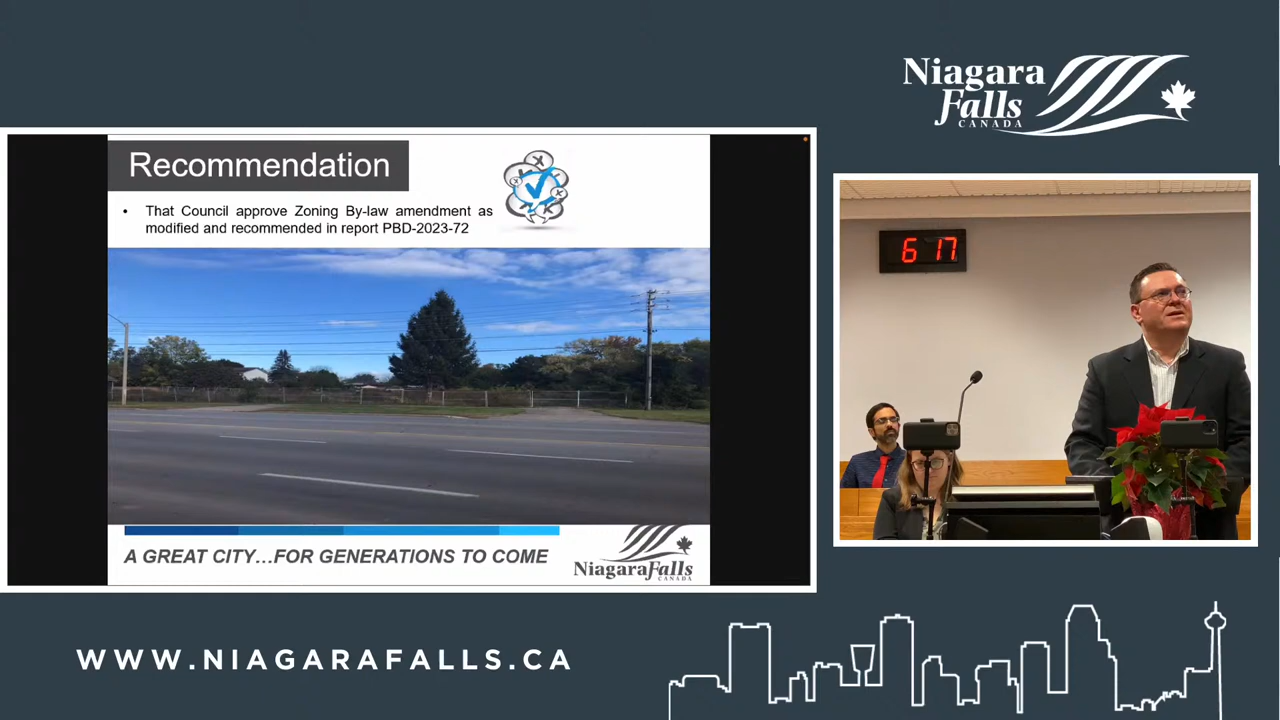 Niagara
Falls
CANADA
Recommendation
• That Council approve Zoning By-law amendment as
modified and recommended in report PBD-2023-72
6 17
A GREAT CITY...FOR GENERATIONS TO COME
NiagaraFalls
CANADA
WWW.NIAGARAFALLS.CA